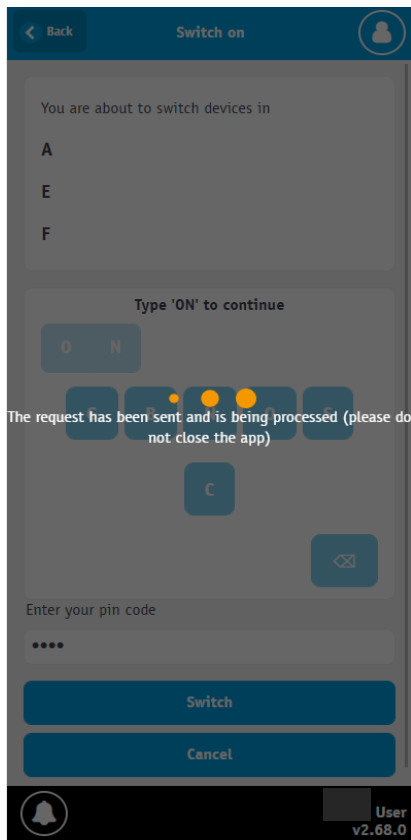 Back
Switch on
You are about to switch devices in
A
E
F
Type 'ON' to continue
O N
The request has been sent and is being processed (please do
not close the app)
C
Enter your pin code
••••
Switch
Cancel
User
v2.68.0